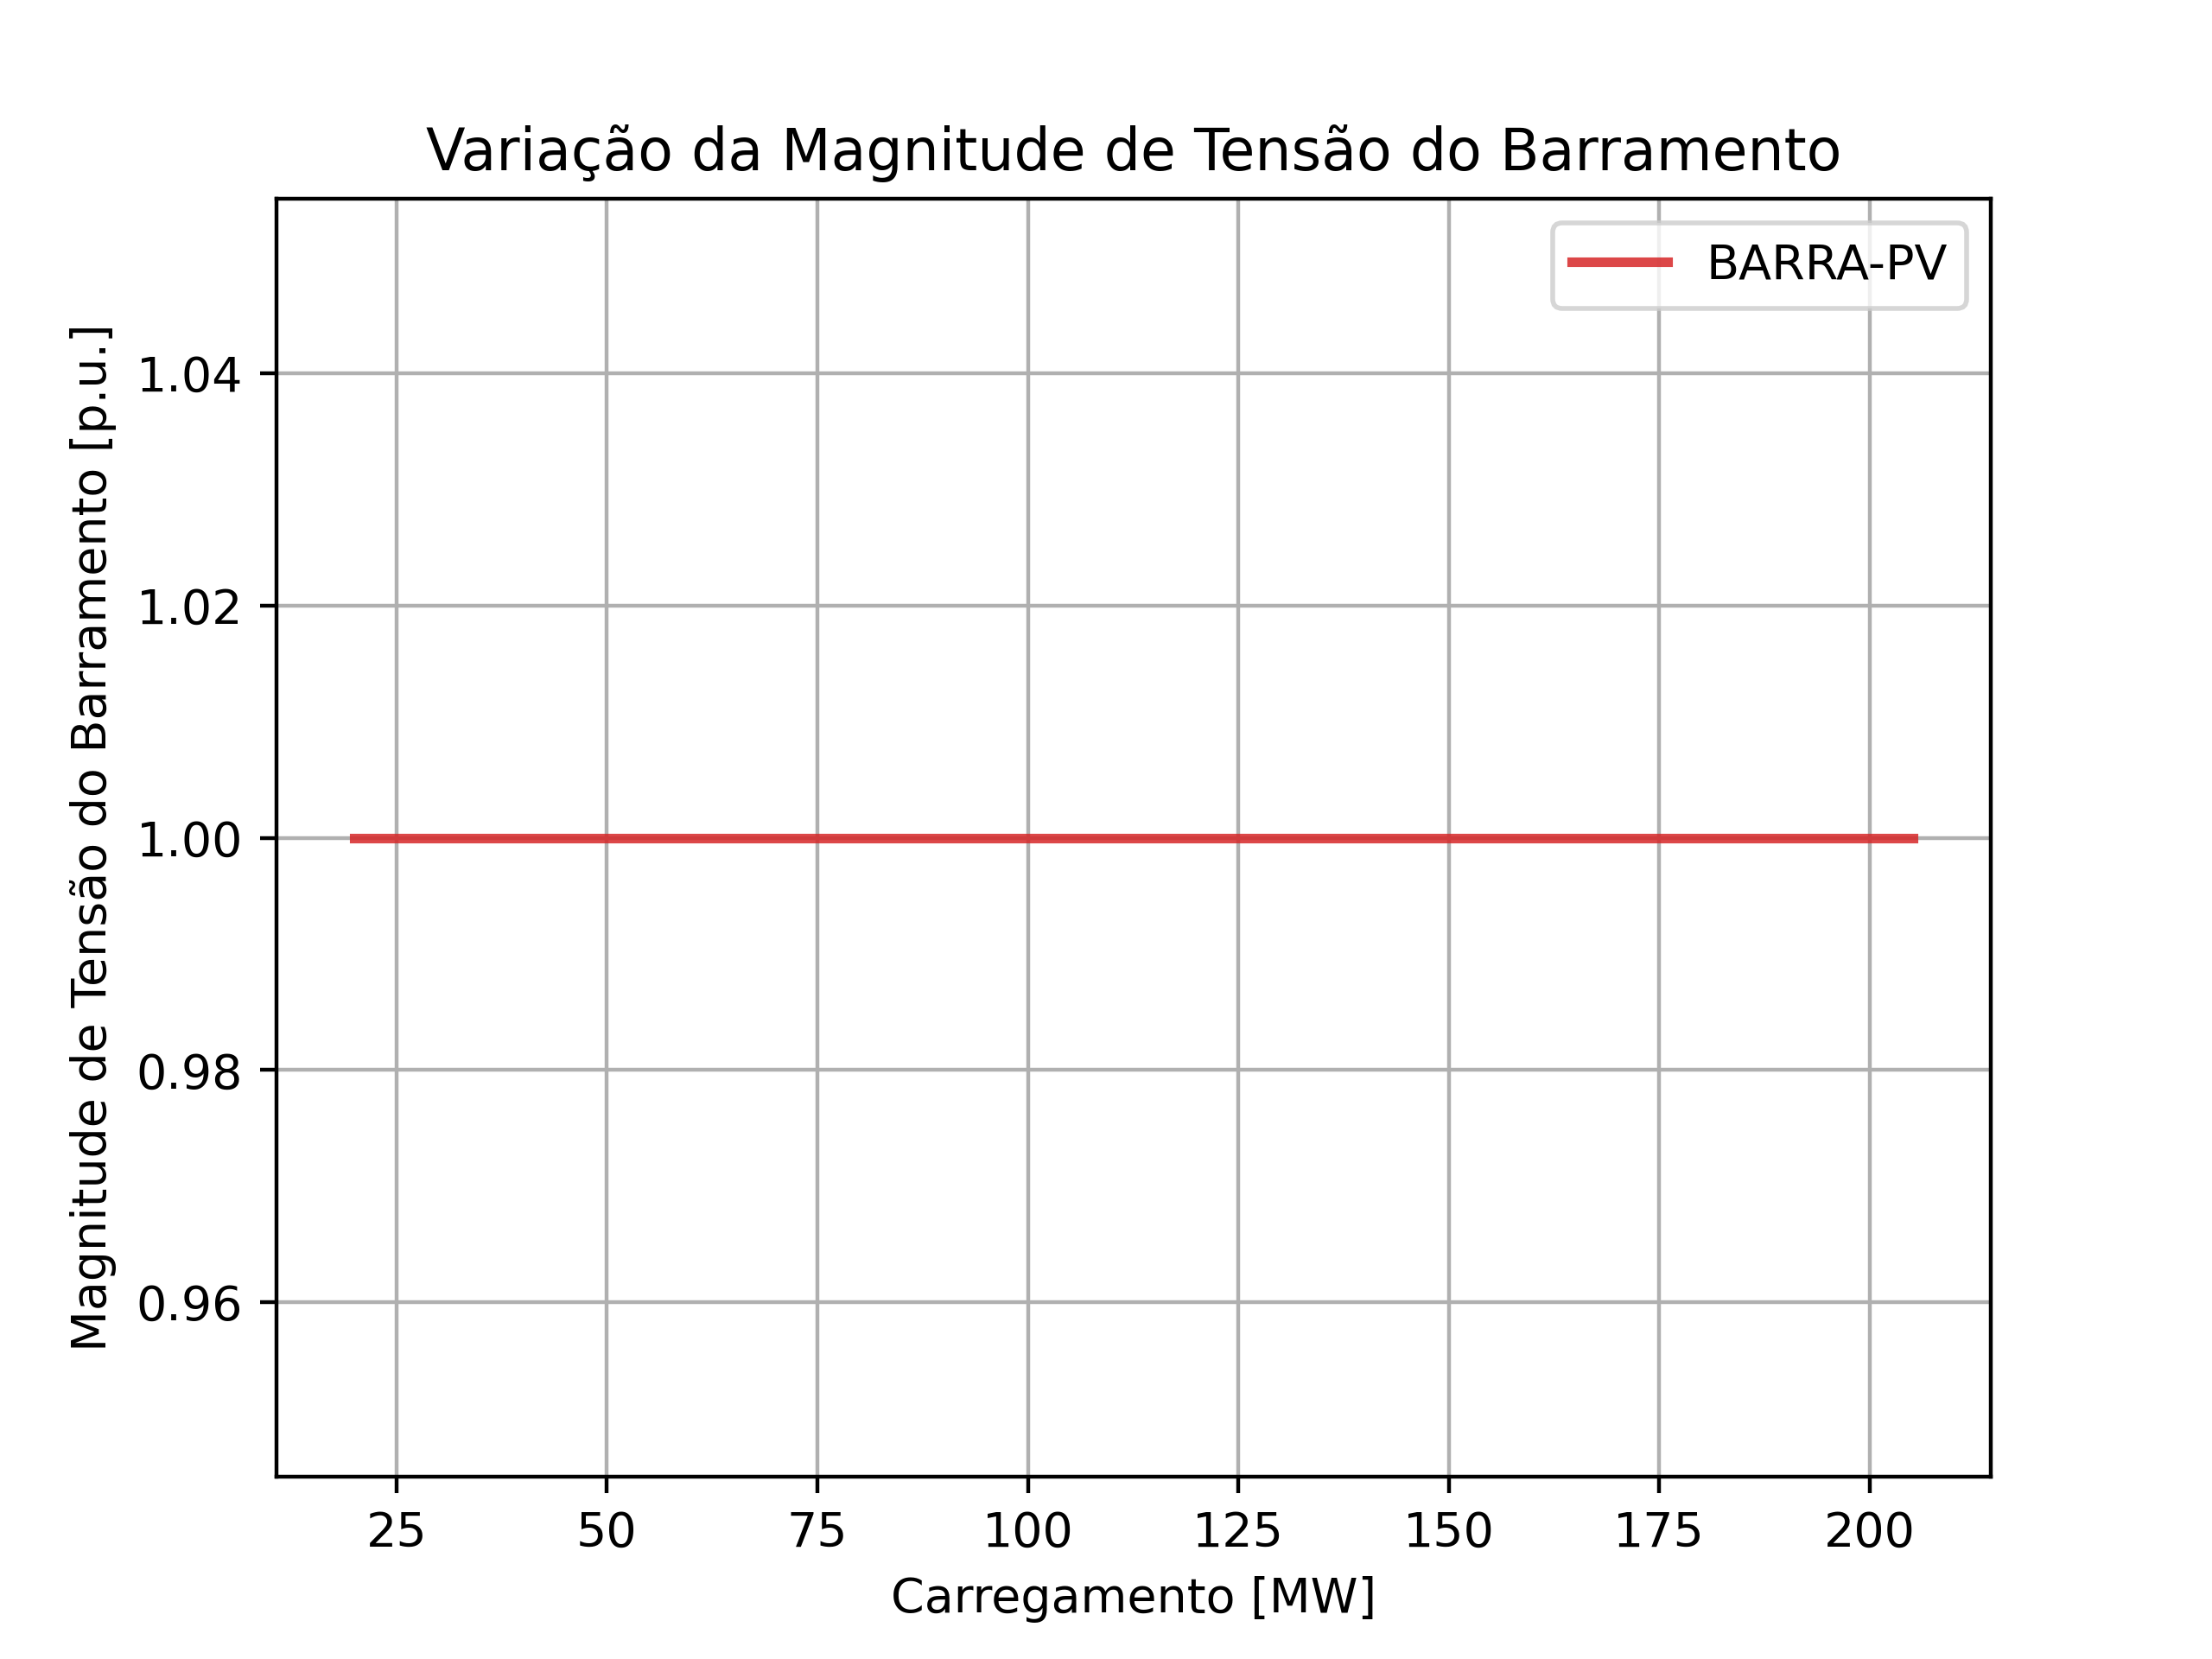 Variação da Magnitude de Tensão do Barramento
BARRA-PV
Magnitude de Tensão do Barramento [p.u.]
1.04
1.02
1.00
0.98
0.96
25 50 75 100 125 150 175 200
Carregamento [MW]